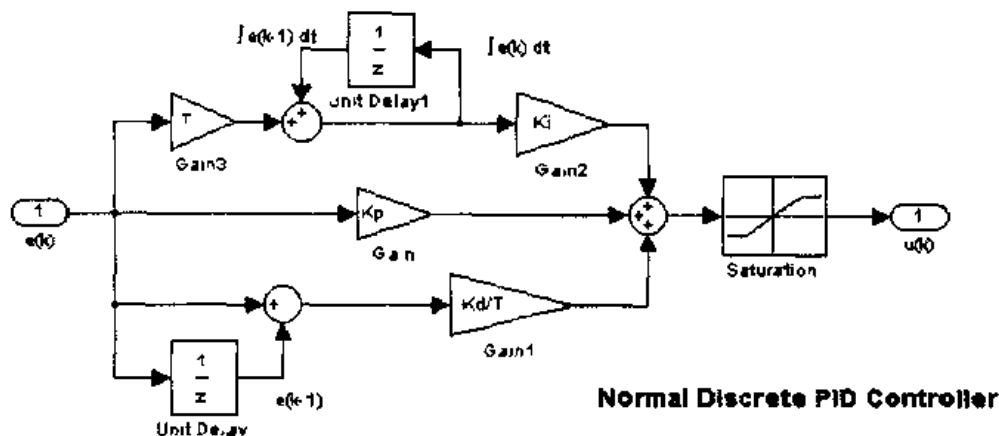 ∫e(k-1) dt
1
z
∫e(k) dt
Unit Delay1
T
+
+
Gain3
Ki
Gain2
1
e(k)
Kp
Gain
+
+
+
Saturation
1
u(k)
+
Kd/T
Gain1
1
z
e(k-1)
Unit Delay
Normal Discrete PID Controller